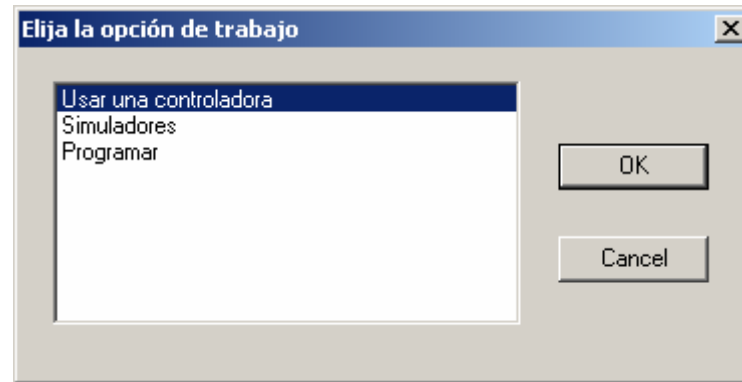 Elija la opción de trabajo
Usar una controladora
Simuladores
Programar
OK
Cancel